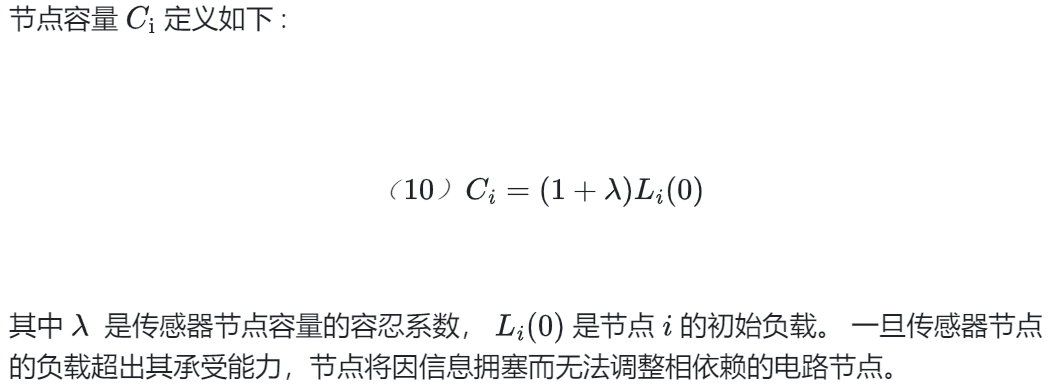 节点容量 C_i 定义如下：
（10）C_i = (1 + λ)L_i(0)
其中 λ 是传感器节点容量的容忍系数， L_i(0) 是节点 i 的初始负载。 一旦传感器节点
的负载超出其承受能力，节点将因信息拥塞而无法调整相依赖的电路节点。